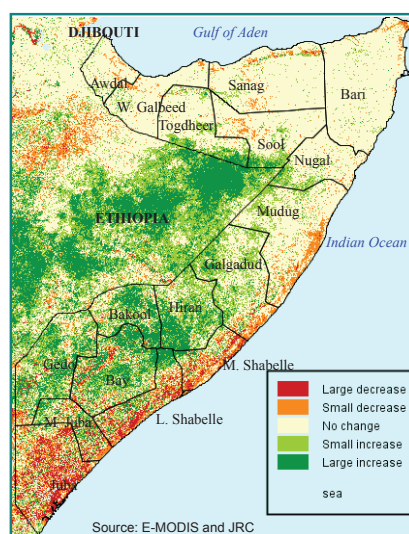 DJIBOUTI
Gulf of Aden
Awdal
Sanag
Bari
W. Galbeed
Togdheer
Sool
Nugal
ETHIOPIA
Mudug
Indian Ocean
Galgadud
Bakool
Hiran
Gedo
Bay
M. Shabelle
L. Shabelle
M. Juba
Juba
Large decrease
Small decrease
No change
Small increase
Large increase
sea
Source: E-MODIS and JRC